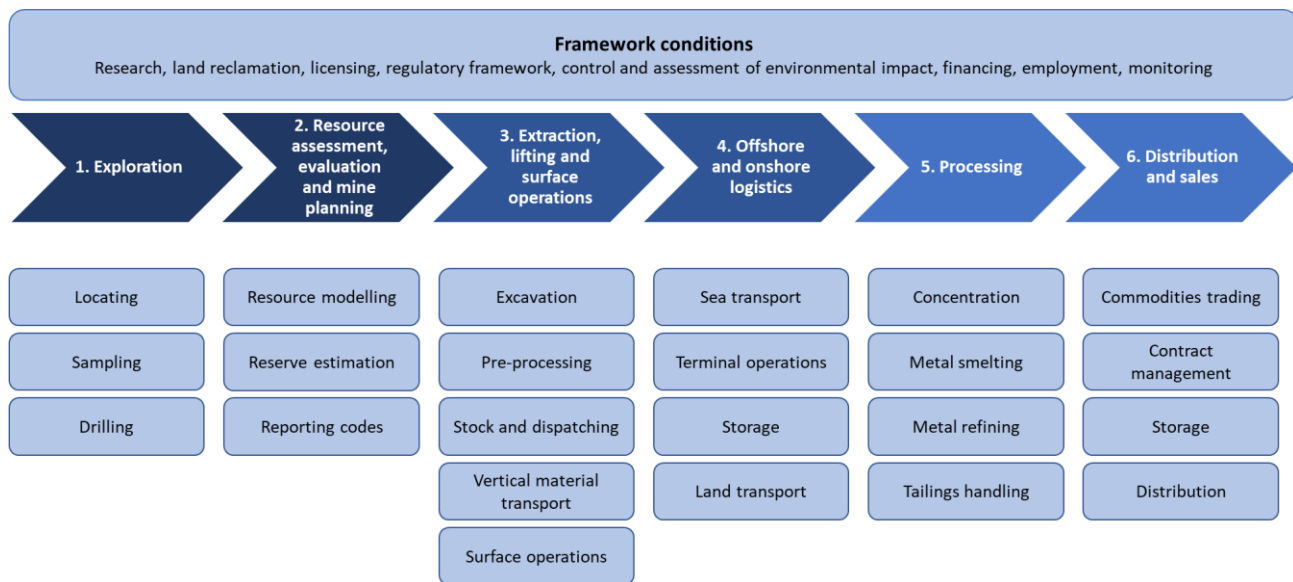 Framework conditions
Research, land reclamation, licensing, regulatory framework, control and assessment of environmental impact, financing, employment, monitoring
1. Exploration
2. Resource
assessment,
evaluation
and mine
planning
3. Extraction,
lifting and
surface
operations
4. Offshore
and onshore
logistics
5. Processing
6. Distribution
and sales
Locating
Sampling
Drilling
Resource modelling
Reserve estimation
Reporting codes
Excavation
Pre-processing
Stock and dispatching
Vertical material
transport
Surface operations
Sea transport
Terminal operations
Storage
Land transport
Concentration
Metal smelting
Metal refining
Tailings handling
Commodities trading
Contract
management
Storage
Distribution